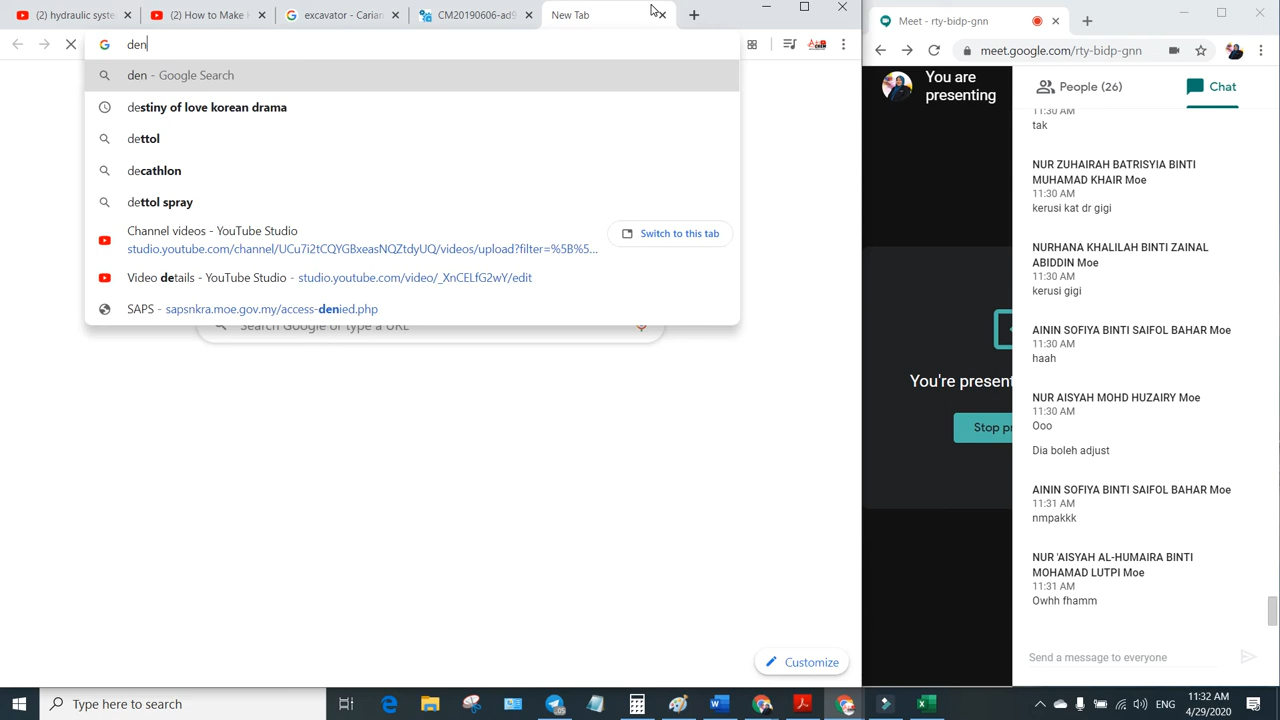 (2) hydraulic syste
(2) How to Make H
excavator - Carian
CM20190606-ad9
New Tab
den
den - Google Search
destiny of love korean drama
dettol
decathlon
dettol spray
Channel videos - YouTube Studio
studio.youtube.com/channel/UCu7i2tCQYGBxeasNQZtdyUQ/videos/upload?filter=%5B%5...
Switch to this tab
Video details - YouTube Studio - studio.youtube.com/video/_XnCELfG2wY/edit
SAPS - sapsnkra.moe.gov.my/access-denied.php
Search Google or type a URL
Customize
Meet - rty-bidp-gnn
meet.google.com/rty-bidp-gnn
You are
presenting
People (26)
Chat
You're present
Stop pr
11:30 AM
tak
NUR ZUHAIRAH BATRISYIA BINTI
MUHAMAD KHAIR Moe
11:30 AM
kerusi kat dr gigi
NURHANA KHALILAH BINTI ZAINAL
ABIDDIN Moe
11:30 AM
kerusi gigi
AININ SOFIYA BINTI SAIFOL BAHAR Moe
11:30 AM
haah
NUR AISYAH MOHD HUZAIRY Moe
11:30 AM
Ooo
Dia boleh adjust
AININ SOFIYA BINTI SAIFOL BAHAR Moe
11:31 AM
nmpakkk
NUR 'AISYAH AL-HUMAIRA BINTI
MOHAMAD LUTPI Moe
11:31 AM
Owhh fhamm
Send a message to everyone
Type here to search
ENG
11:32 AM
4/29/2020